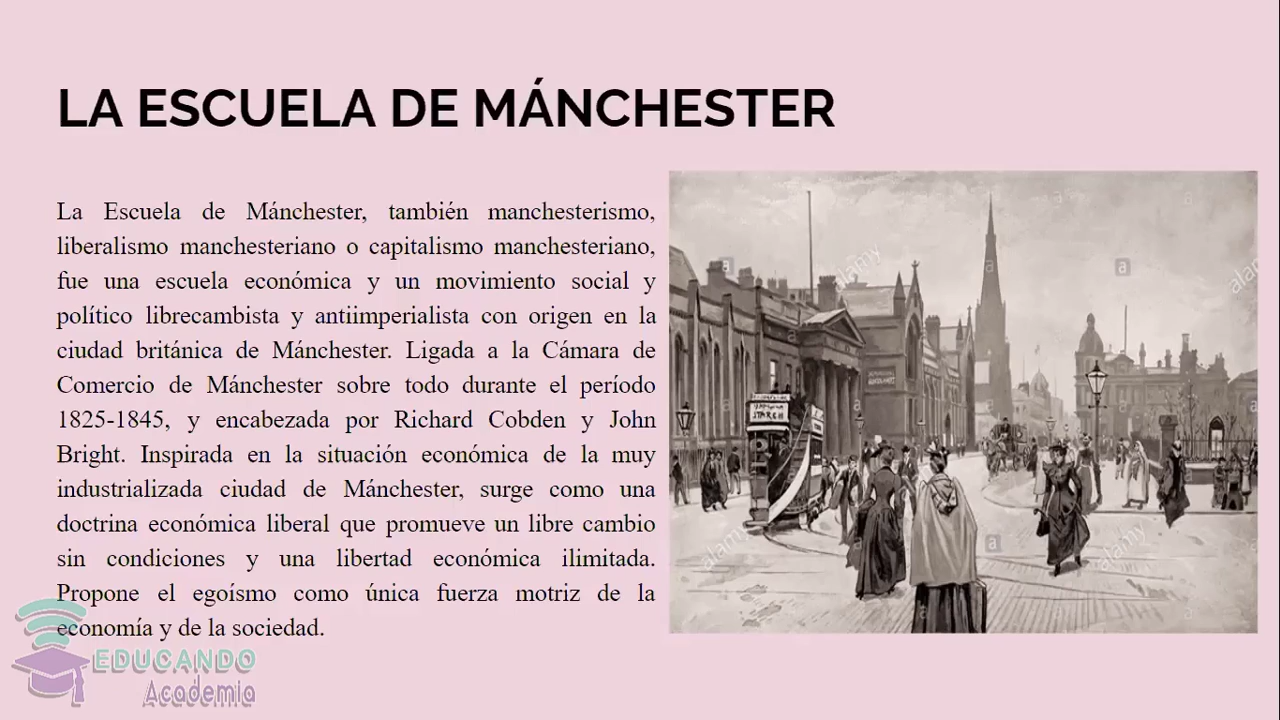 LA ESCUELA DE MÁNCHESTER
La Escuela de Mánchester, también manchesterismo,
liberalismo manchesteriano o capitalismo manchesteriano,
fue una escuela económica y un movimiento social y
político librecambista y antiimperialista con origen en la
ciudad británica de Mánchester. Ligada a la Cámara de
Comercio de Mánchester sobre todo durante el período
1825-1845, y encabezada por Richard Cobden y John
Bright. Inspirada en la situación económica de la muy
industrializada ciudad de Mánchester, surge como una
doctrina económica liberal que promueve un libre cambio
sin condiciones y una libertad económica ilimitada.
Propone el egoísmo como única fuerza motriz de la
economía y de la sociedad.
EDUCANDO
Academia
alamy
a
a
a
alamy
STARCH
alamy
a
alamy